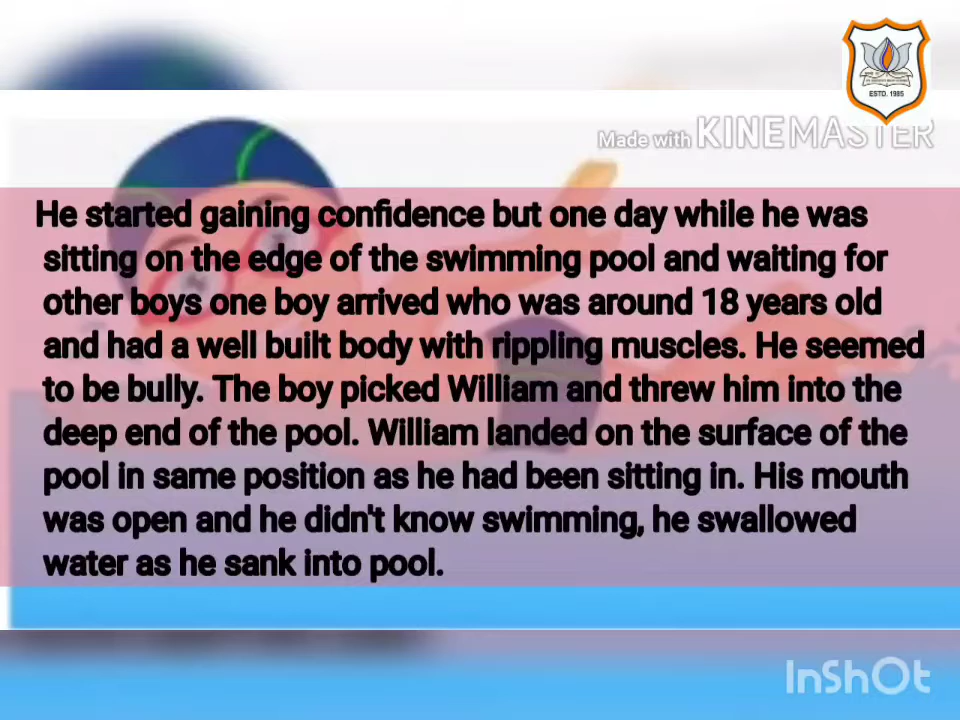 ESTD. 1985
Made with KINEMASTER
He started gaining confidence but one day while he was
sitting on the edge of the swimming pool and waiting for
other boys one boy arrived who was around 18 years old
and had a well built body with rippling muscles. He seemed
to be bully. The boy picked William and threw him into the
deep end of the pool. William landed on the surface of the
pool in same position as he had been sitting in. His mouth
was open and he didn't know swimming, he swallowed
water as he sank into pool.
InShOt